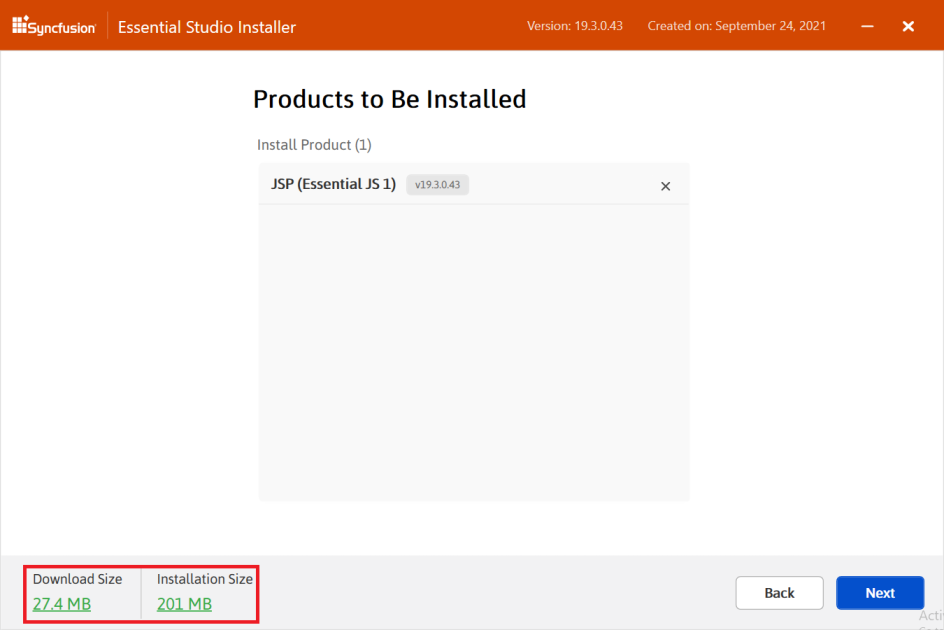 Syncfusion Essential Studio Installer Version: 19.3.0.43 Created on: September 24, 2021
Products to Be Installed
Install Product (1)
JSP (Essential JS 1) v19.3.0.43
Download Size Installation Size
27.4 MB 201 MB
Back Next